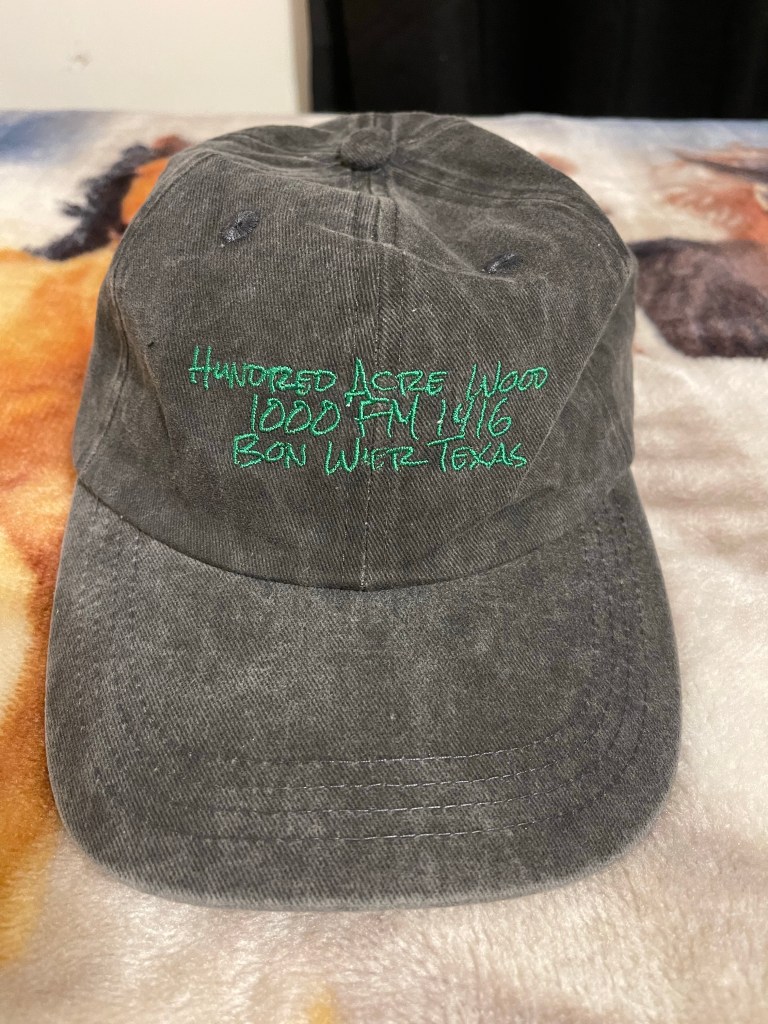 Hundred Acre Wood
1000 FM 1416
Bon Wier Texas